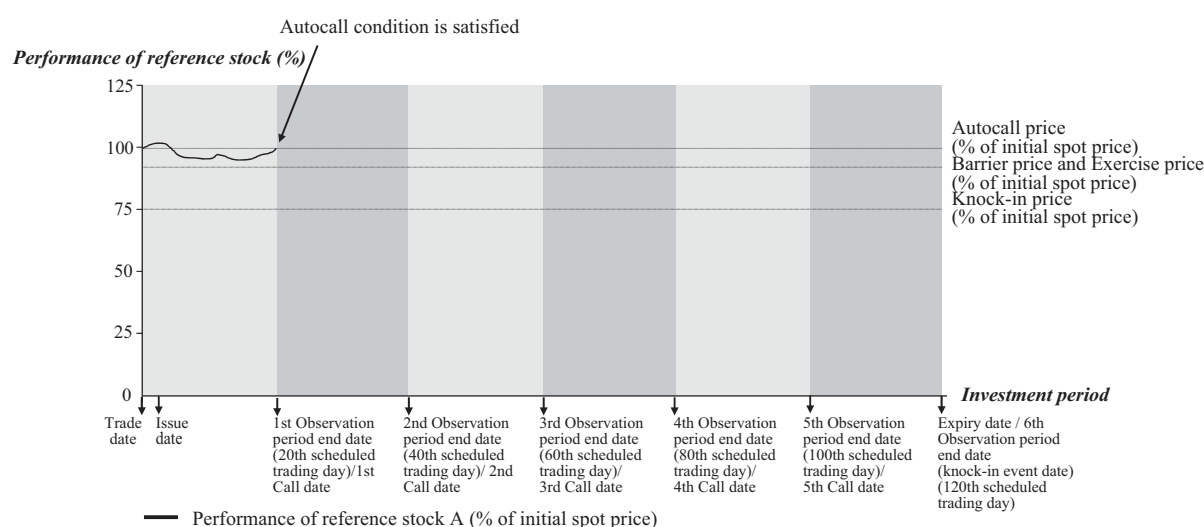 Autocall condition is satisfied
Performance of reference stock (%)
125
100
75
50
25
0
Autocall price
(% of initial spot price)
Barrier price and Exercise price
(% of initial spot price)
Knock-in price
(% of initial spot price)
Investment period
Trade
date
Issue
date
1st Observation
period end date
(20th scheduled
trading day)/1st
Call date
2nd Observation
period end date
(40th scheduled
trading day)/ 2nd
Call date
3rd Observation
period end date
(60th scheduled
trading day)/
3rd Call date
4th Observation
period end date
(80th scheduled
trading day)/
4th Call date
5th Observation
period end date
(100th scheduled
trading day)/
5th Call date
Expiry date / 6th
Observation period
end date
(knock-in event date)
(120th scheduled
trading day)
Performance of reference stock A (% of initial spot price)